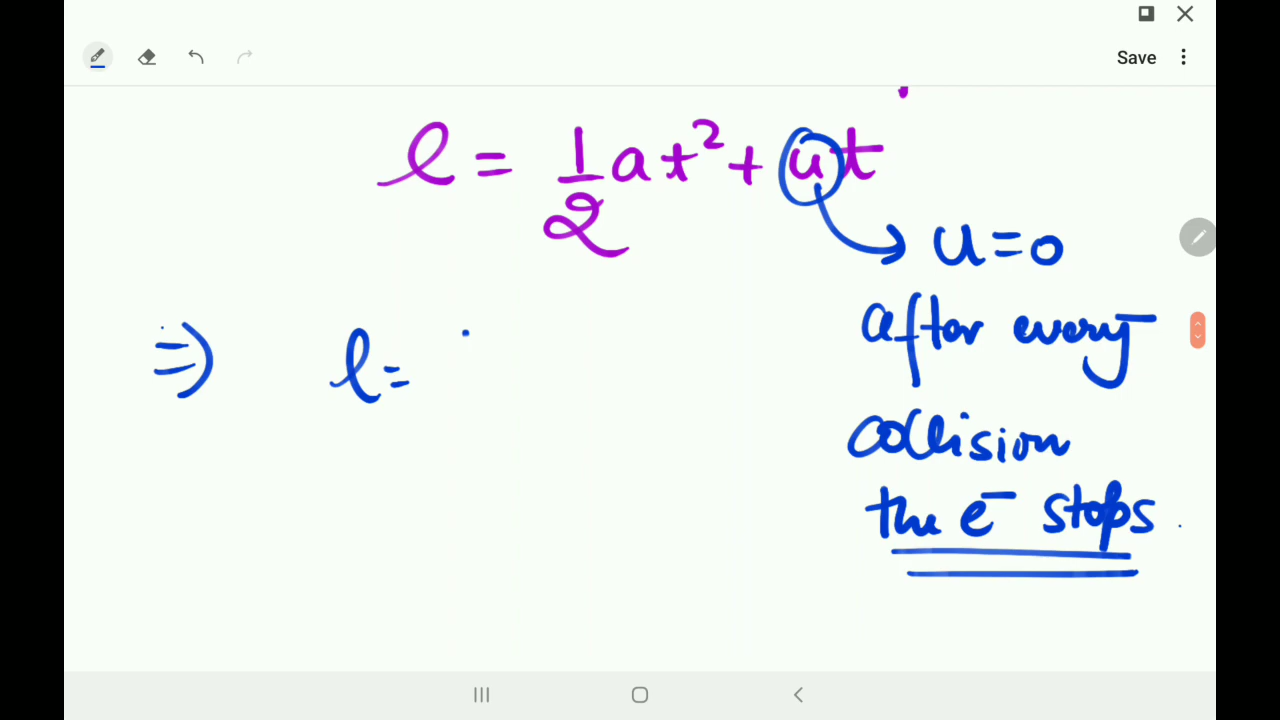 Save
l = 1/2 at² + ut
u=0
after every
⇒ l =
collision
the e⁻ stops.